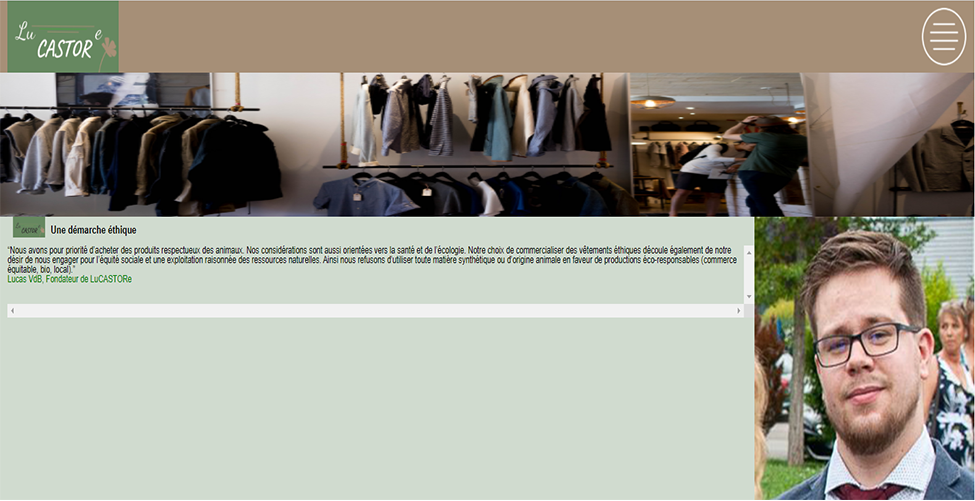 Lu e
CASTOR
CASTOR
Une démarche éthique
“Nous avons pour priorité d’acheter des produits respectueux des animaux. Nos considérations sont aussi orientées vers la santé et de l’écologie. Notre choix de commercialiser des vêtements éthiques découle également de notre
désir de nous engager pour l’équité sociale et une exploitation raisonnée des ressources naturelles. Ainsi nous refusons d’utiliser toute matière synthétique ou d’origine animale en faveur de productions éco-responsables (commerce
équitable, bio, local).”
Lucas VdB, Fondateur de LuCASTORe